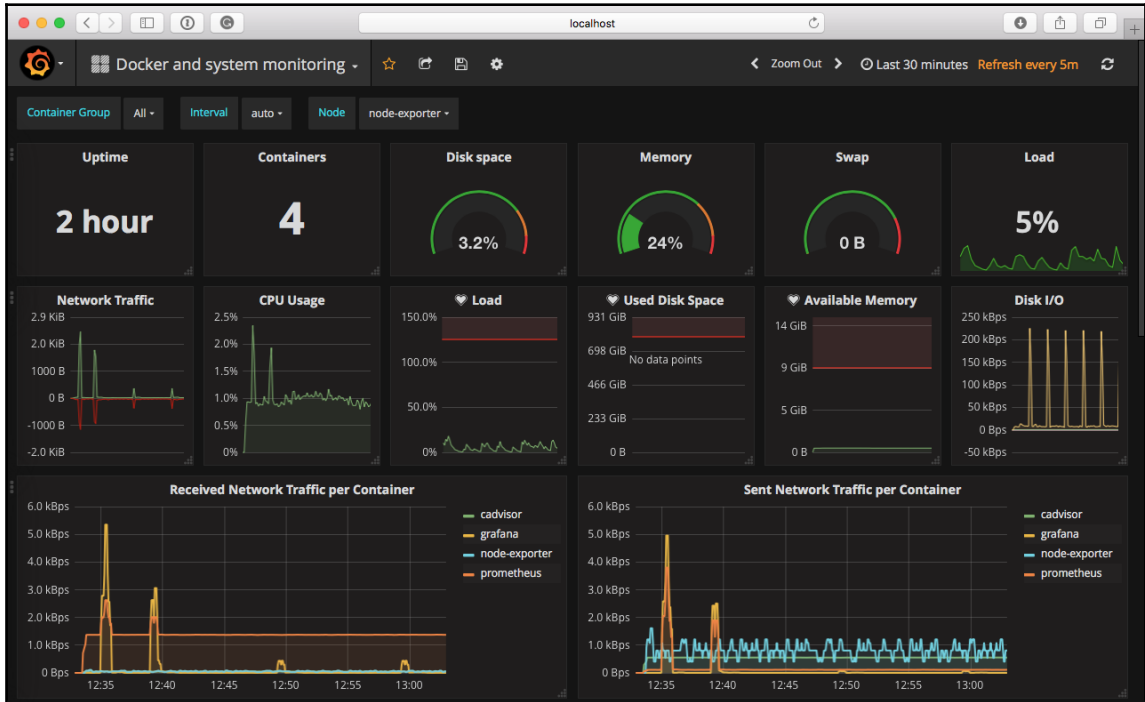 localhost
Docker and system monitoring
Zoom Out
Last 30 minutes Refresh every 5m
Container Group All Interval auto Node node-exporter
Uptime
2 hour
Containers
4
Disk space
3.2%
Memory
24%
Swap
0 B
Load
5%
Network Traffic
2.9 KiB
2.0 KiB
1000 B
0 B
-1000 B
-2.0 KiB
CPU Usage
2.5%
2.0%
1.5%
1.0%
0.5%
0%
Load
150.0%
100.0%
50.0%
0%
Used Disk Space
931 GiB
698 GiB
No data points
466 GiB
233 GiB
0 B
Available Memory
14 GiB
9 GiB
5 GiB
0 B
Disk I/O
250 kBps
200 kBps
150 kBps
100 kBps
50 kBps
0 Bps
-50 kBps
Received Network Traffic per Container
6.0 kBps
5.0 kBps
4.0 kBps
3.0 kBps
2.0 kBps
1.0 kBps
0 Bps
12:35 12:40 12:45 12:50 12:55 13:00
cadvisor
grafana
node-exporter
prometheus
Sent Network Traffic per Container
6.0 kBps
5.0 kBps
4.0 kBps
3.0 kBps
2.0 kBps
1.0 kBps
0 Bps
12:35 12:40 12:45 12:50 12:55 13:00
cadvisor
grafana
node-exporter
prometheus